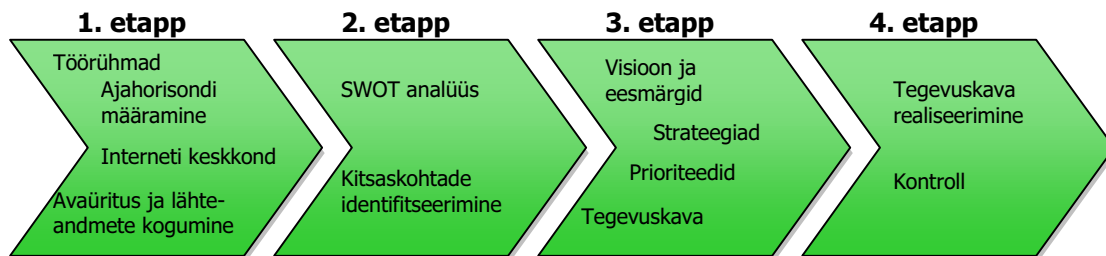 1. etapp
Töörühmad
Ajahorisondi
määramine
Interneti keskkond
Avaüritus ja lähte-
andmete kogumine
2. etapp
SWOT analüüs
Kitsaskohtade
identifitseerimine
3. etapp
Visioon ja
eesmärgid
Strateegiad
Prioriteedid
Tegevuskava
4. etapp
Tegevuskava
realiseerimine
Kontroll